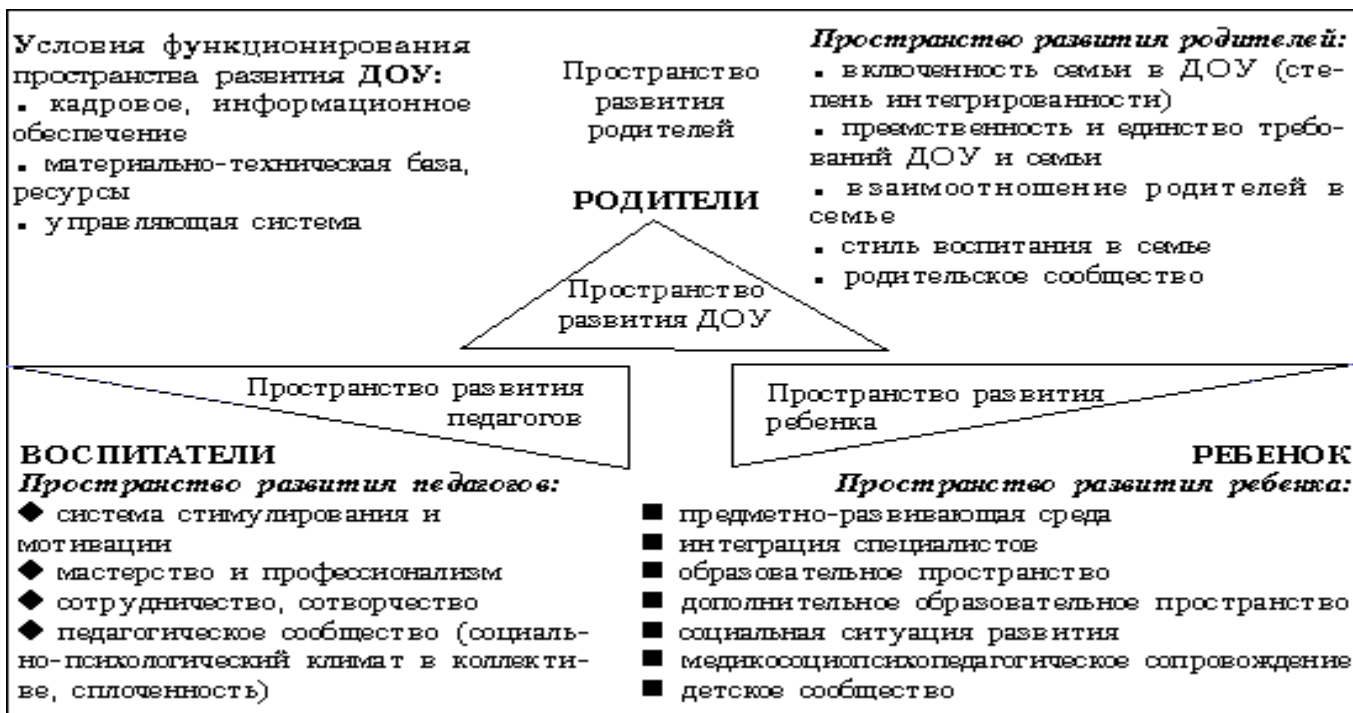 Условия функционирования
пространства развития ДОУ:
▪ кадровое, информационное
обеспечение
▪ материально-техническая база,
ресурсы
▪ управляющая система
Пространство
развития
родителей
РОДИТЕЛИ
Пространство развития родителей:
▪ включенность семьи в ДОУ (сте-
пень интегрированности)
▪ преемственность и единство требо-
ваний ДОУ и семьи
▪ взаимоотношение родителей в
семье
▪ стиль воспитания в семье
▪ родительское сообщество
Пространство
развития ДОУ
Пространство развития
педагогов
Пространство развития
ребенка
ВОСПИТАТЕЛИ
Пространство развития педагогов:
◆ система стимулирования и
мотивации
◆ мастерство и профессионализм
◆ сотрудничество, сотворчество
◆ педагогическое сообщество (социаль-
но-психологический климат в коллекти-
ве, сплоченность)
РЕБЕНОК
Пространство развития ребенка:
■ предметно-развивающая среда
■ интеграция специалистов
■ образовательное пространство
■ дополнительное образовательное пространство
■ социальная ситуация развития
■ медикосоциопсихопедагогическое сопровождение
■ детское сообщество